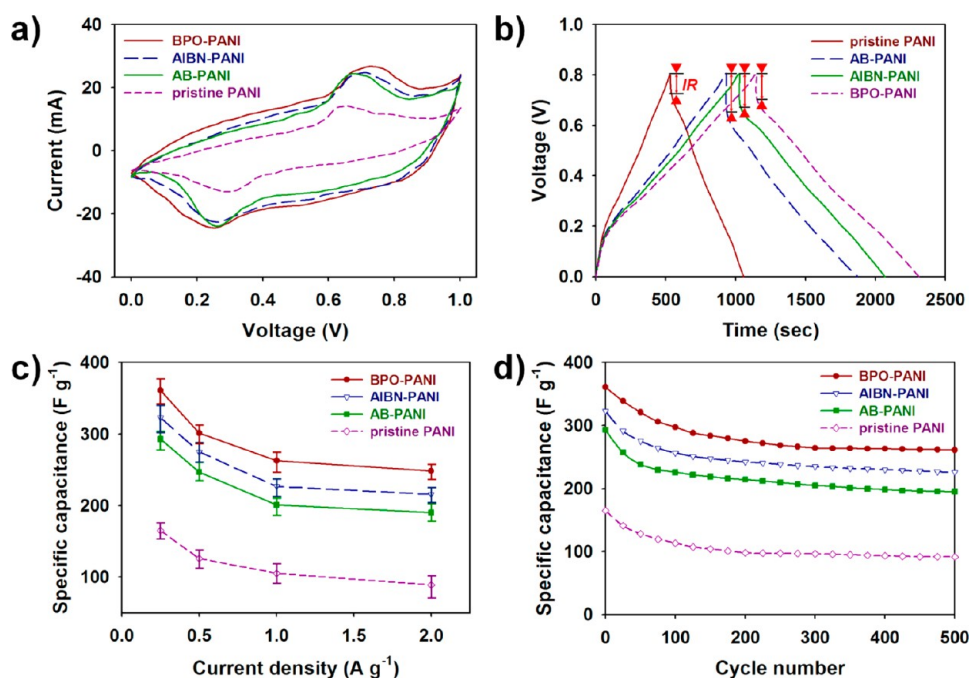 a)
BPO-PANI
AIBN-PANI
AB-PANI
pristine PANI
40
20
0
-20
-40
Current (mA)
0.0 0.2 0.4 0.6 0.8 1.0
Voltage (V)
b)
pristine PANI
AB-PANI
AIBN-PANI
BPO-PANI
IR
1.0
0.8
0.6
0.4
0.2
0.0
Voltage (V)
0 500 1000 1500 2000 2500
Time (sec)
c)
BPO-PANI
AIBN-PANI
AB-PANI
pristine PANI
400
300
200
100
Specific capacitance (F g⁻¹)
0.0 0.5 1.0 1.5 2.0
Current density (A g⁻¹)
d)
BPO-PANI
AIBN-PANI
AB-PANI
pristine PANI
400
300
200
100
0
Specific capacitance (F g⁻¹)
0 100 200 300 400 500
Cycle number